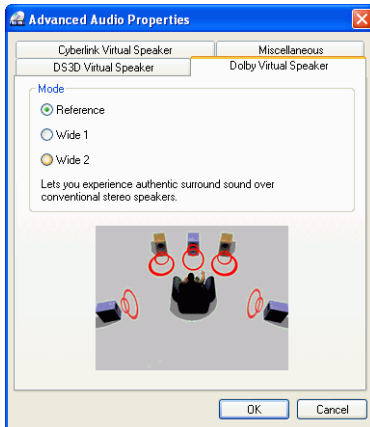 Advanced Audio Properties
Cyberlink Virtual Speaker
Miscellaneous
DS3D Virtual Speaker
Dolby Virtual Speaker
Mode
Reference
Wide 1
Wide 2
Lets you experience authentic surround sound over
conventional stereo speakers.
OK
Cancel